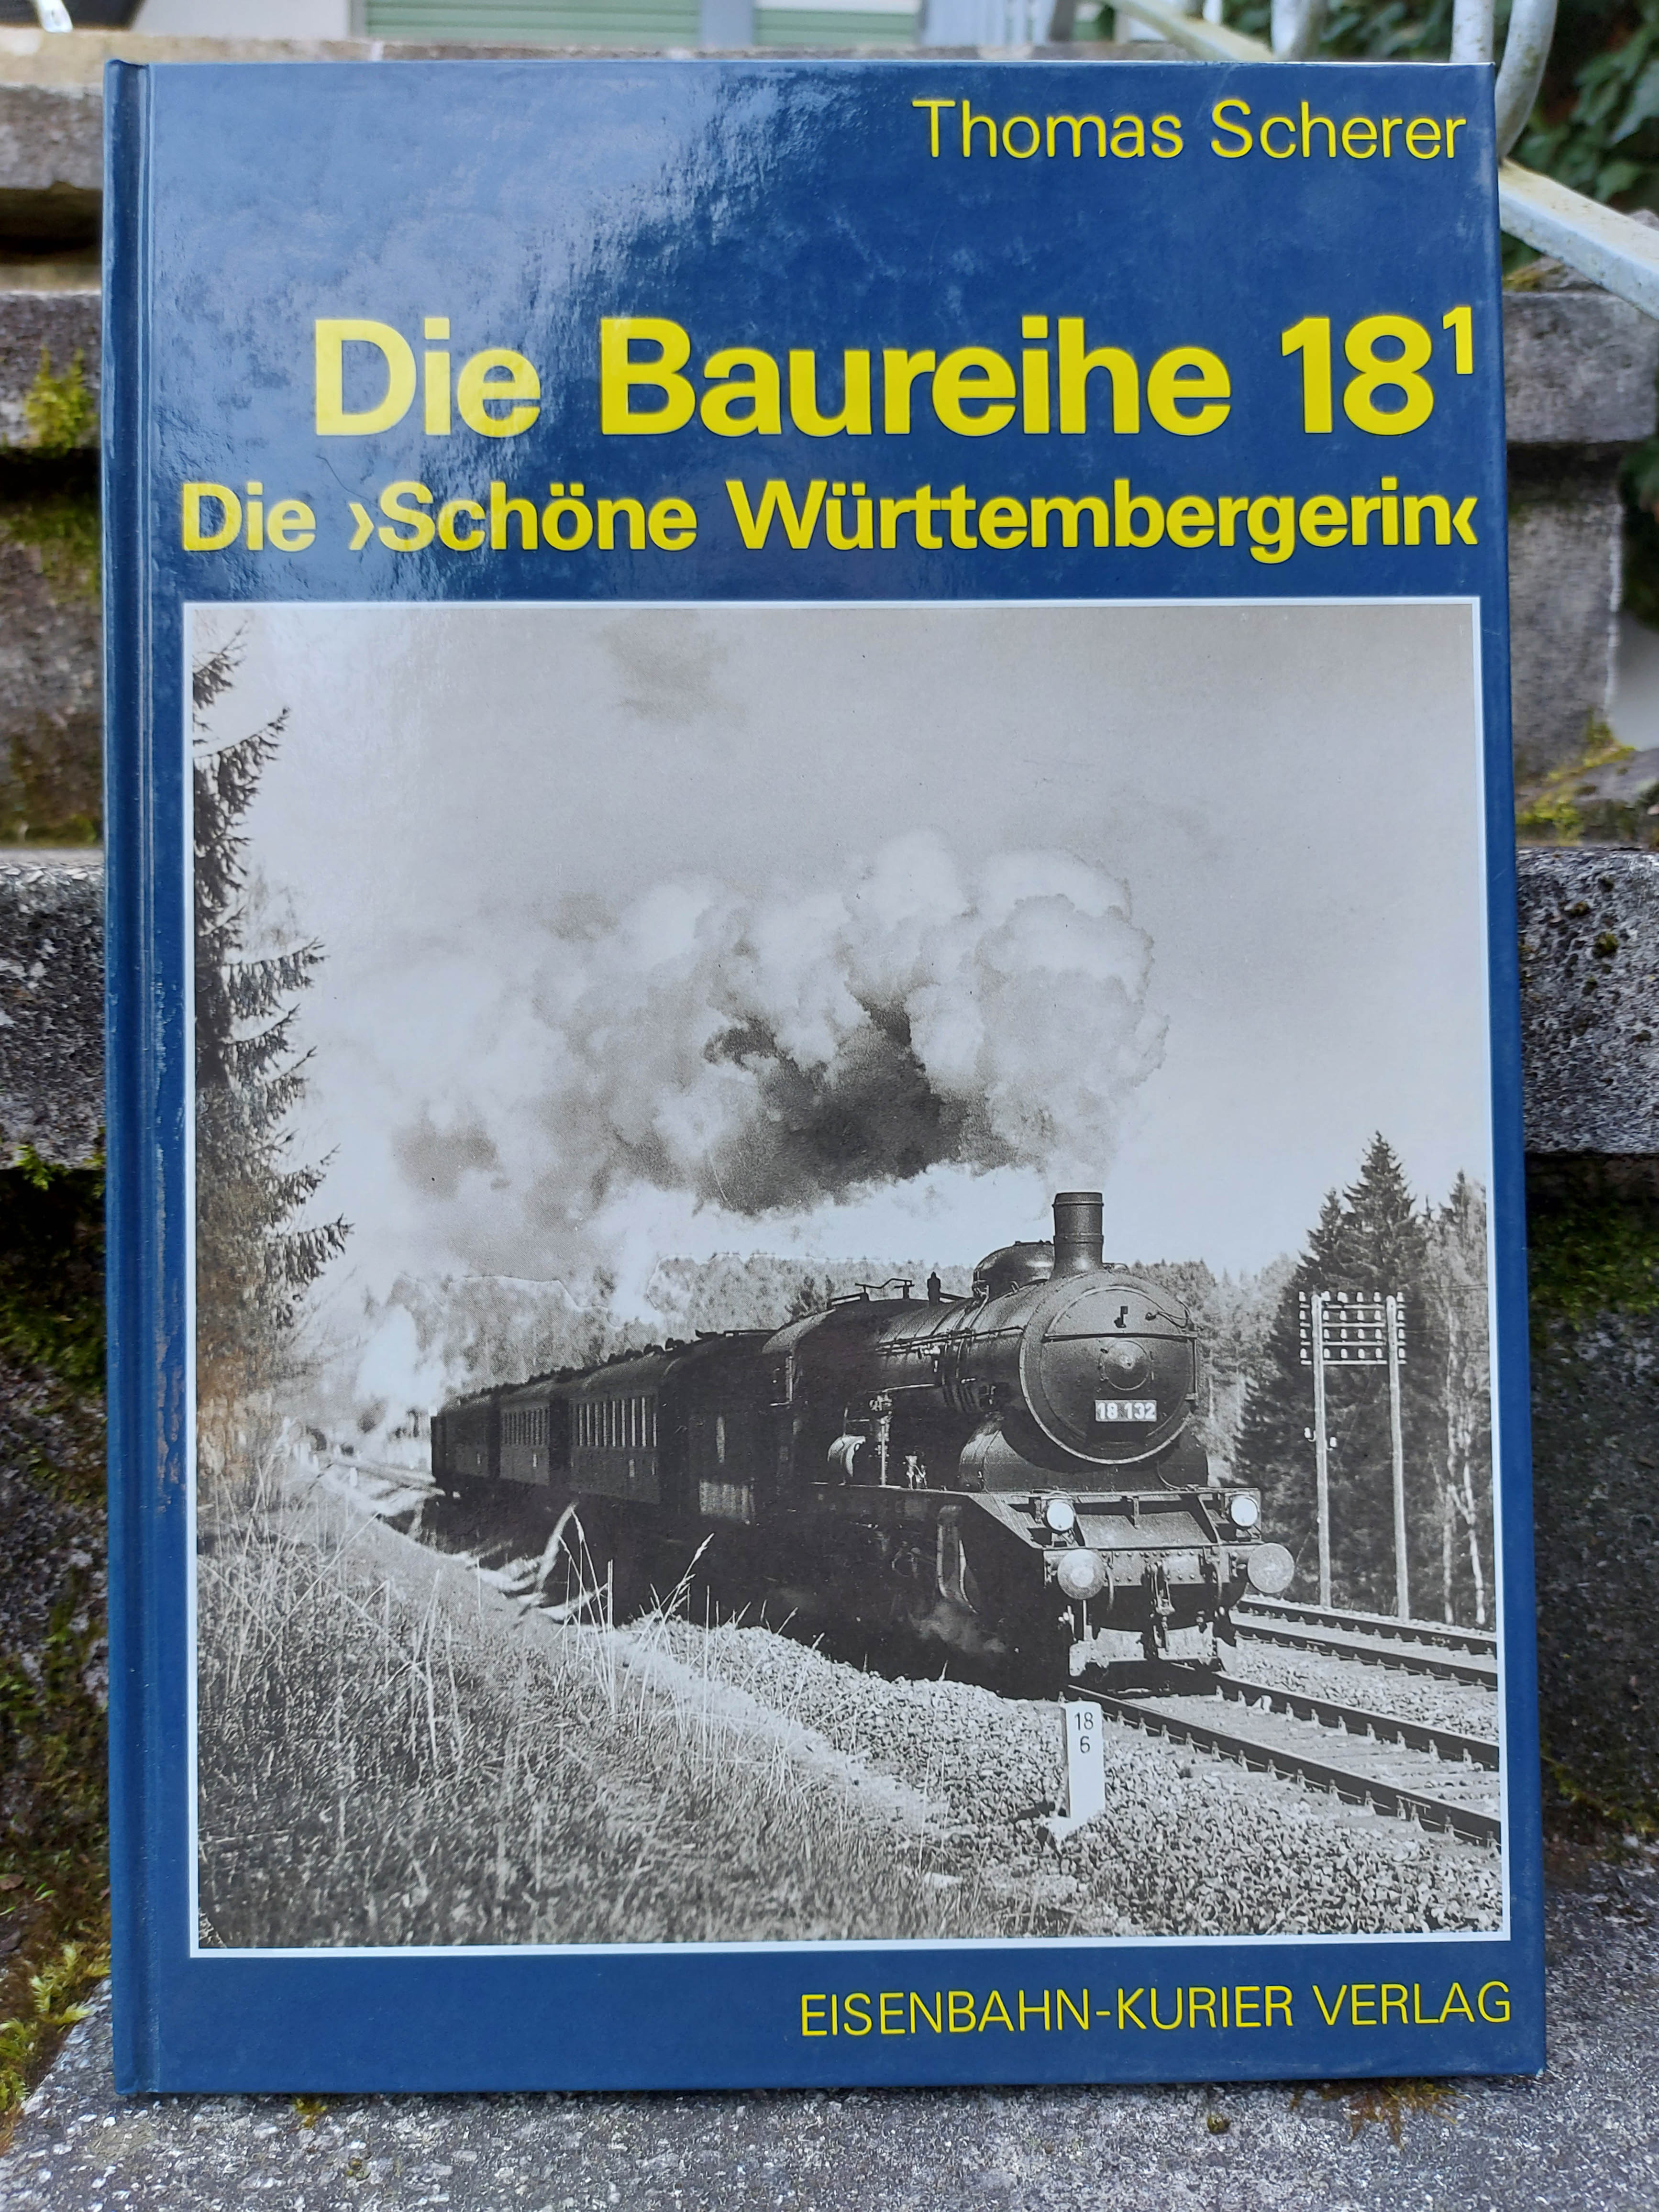 Thomas Scherer
Die Baureihe 18¹
Die ›Schöne Württembergerin‹
18 132
18
6
EISENBAHN-KURIER VERLAG